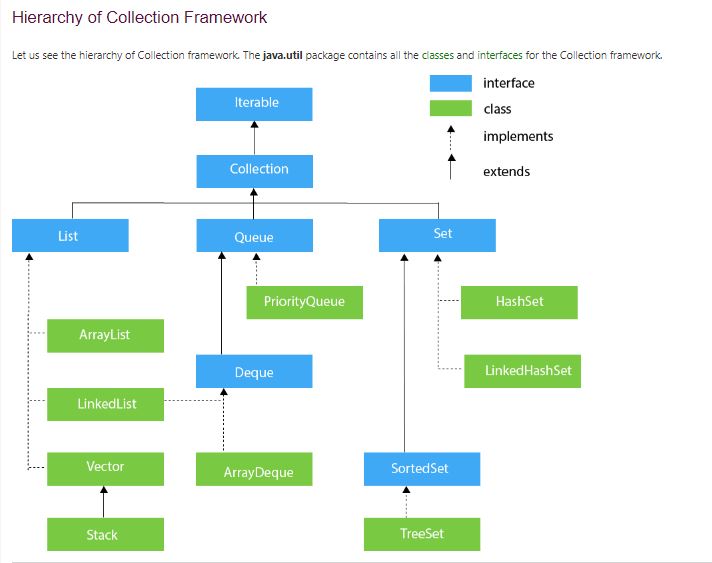 Hierarchy of Collection Framework
Let us see the hierarchy of Collection framework. The java.util package contains all the classes and interfaces for the Collection framework.
interface
Iterable
class
implements
Collection
extends
List
Queue
Set
PriorityQueue
HashSet
ArrayList
Deque
LinkedHashSet
LinkedList
Vector
ArrayDeque
SortedSet
Stack
TreeSet